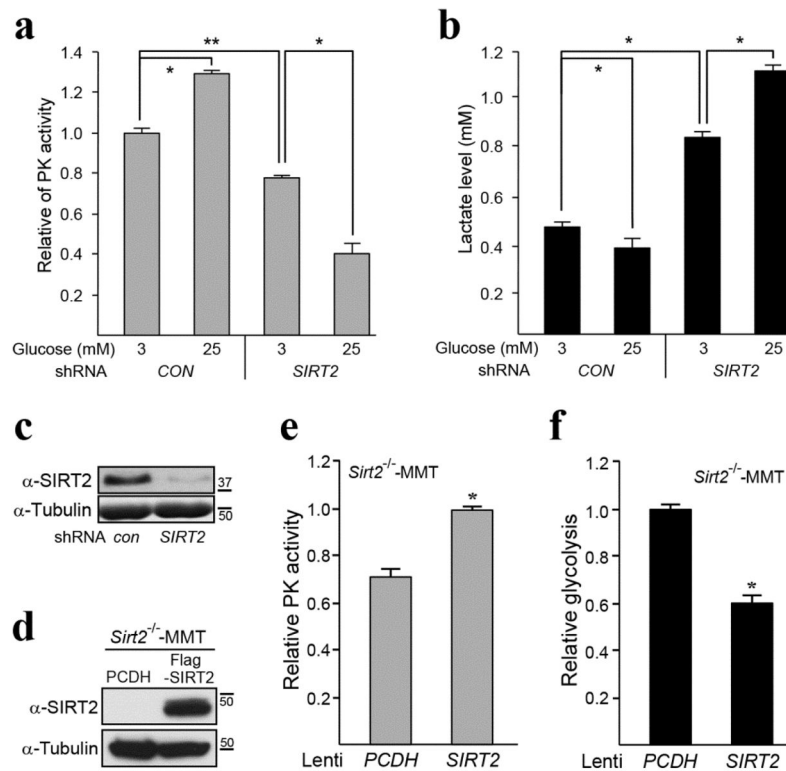 a
Relative of PK activity
1.4
1.2
1.0
0.8
0.6
0.4
0.2
**
*
*
Glucose (mM) 3 25 3 25
shRNA CON SIRT2
b
Lactate level (mM)
1.2
1.2
1.0
0.8
0.6
0.4
0.2
*
*
*
Glucose (mM) 3 25 3 25
shRNA CON SIRT2
c
α-SIRT2 37
α-Tubulin 50
shRNA con SIRT2
d
Sirt2-/--MMT
PCDH Flag
-SIRT2
α-SIRT2 50
α-Tubulin 50
e
Sirt2-/--MMT
Relative PK activity
1.2
1.0
0.8
0.6
0.4
0.2
*
Lenti PCDH SIRT2
f
Sirt2-/--MMT
Relative glycolysis
1.2
1.0
0.8
0.6
0.4
0.2
*
Lenti PCDH SIRT2